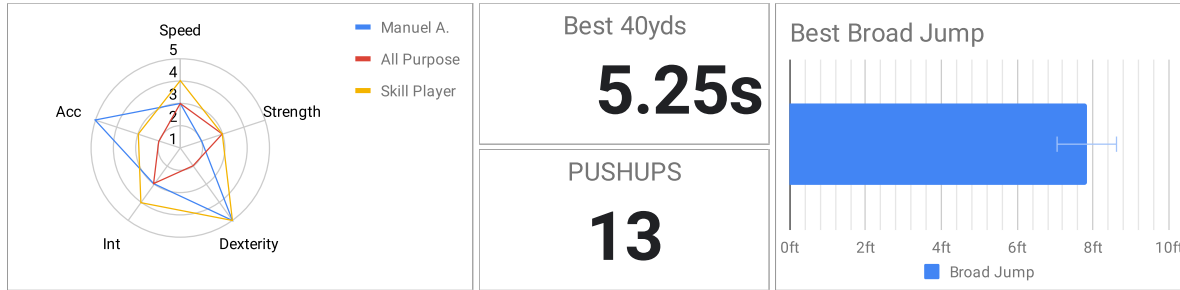 Speed
5
4
3
2
1
Acc
Strength
Int
Dexterity
Manuel A.
All Purpose
Skill Player
Best 40yds
5.25s
PUSHUPS
13
Best Broad Jump
0ft 2ft 4ft 6ft 8ft 10ft
Broad Jump